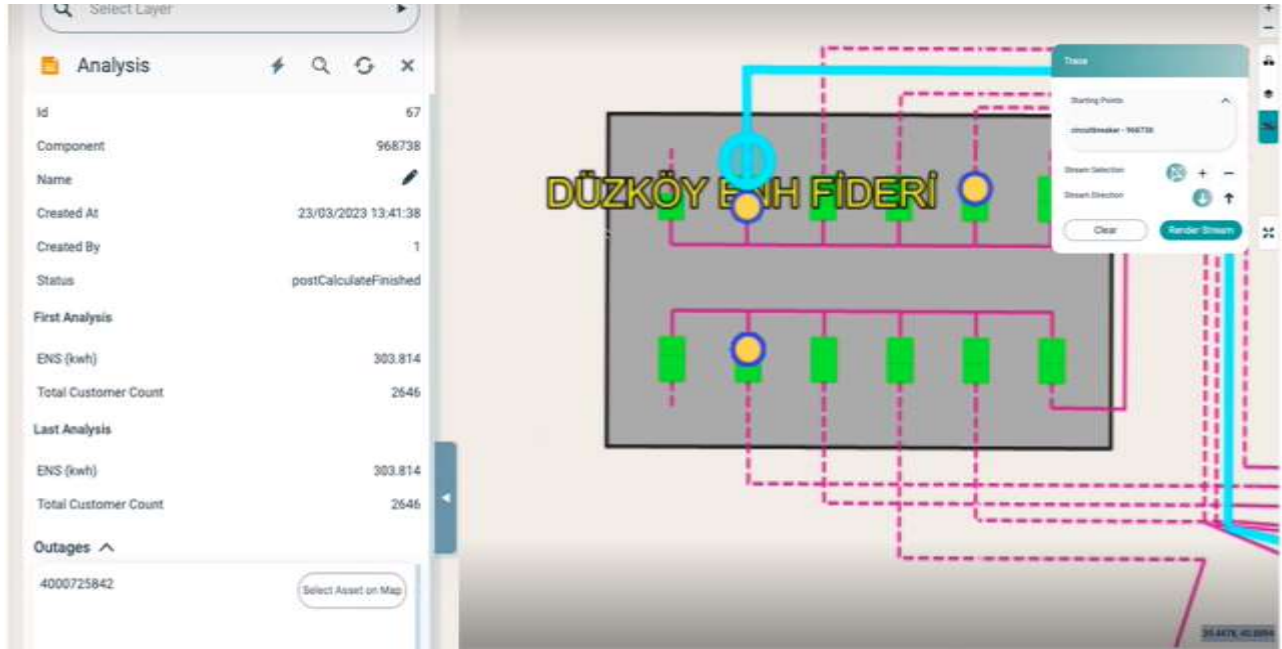 Select Layer
Analysis
Id 67
Component 968738
Name
Created At 23/03/2023 13:41:38
Created By 1
Status postCalculateFinished
First Analysis
ENS (kwh) 303.814
Total Customer Count 2646
Last Analysis
ENS (kwh) 303.814
Total Customer Count 2646
Outages
4000725842 Select Asset on Map
DÜZKÖY ENH FİDERİ
Trace
Starting Points
circuitbreaker - 968738
Stream Selection
Stream Direction
Clear Render Stream